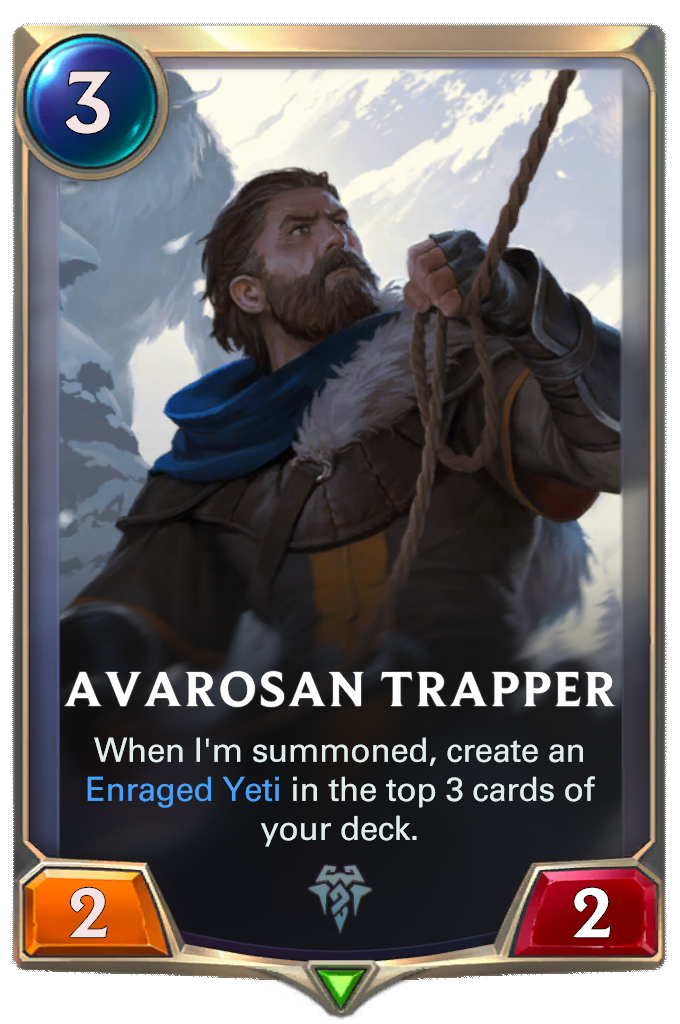 3
AVAROSAN TRAPPER
When I'm summoned, create an
Enraged Yeti in the top 3 cards of
your deck.
2
2